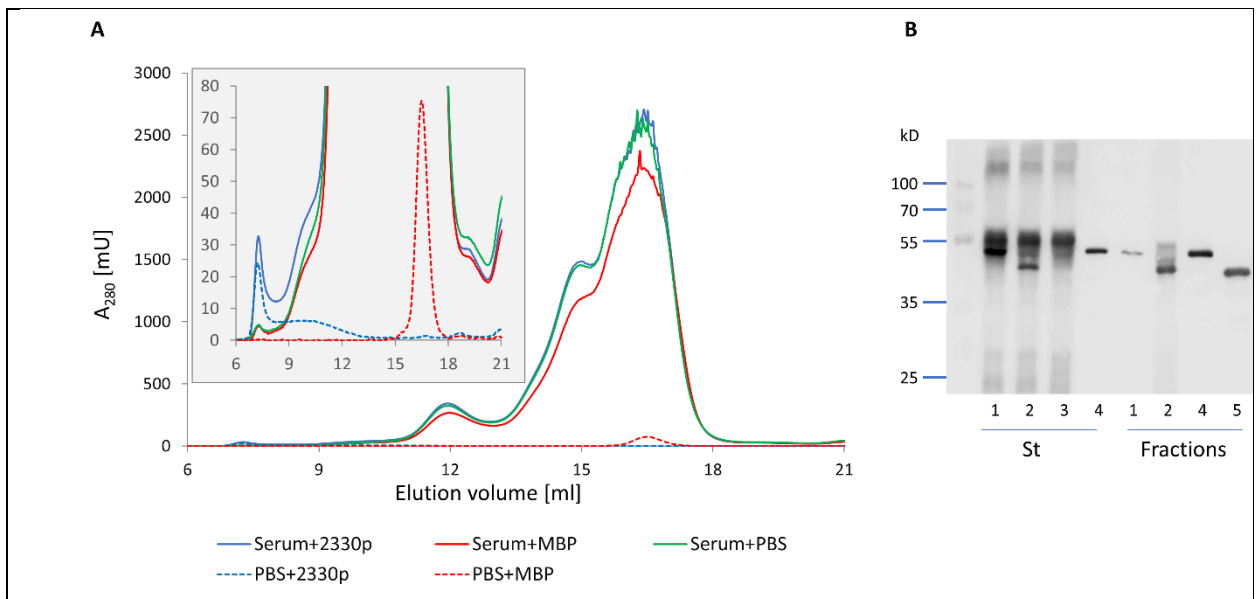 A
B
3000
2500
2000
1500
1000
500
0
A280 [mU]
80
70
60
50
40
30
20
10
0
6 9 12 15 18 21
6 9 12 15 18 21
Elution volume [ml]
Serum+2330p Serum+MBP Serum+PBS
PBS+2330p PBS+MBP
kD
100
70
55
35
25
1 2 3 4 1 2 4 5
St Fractions